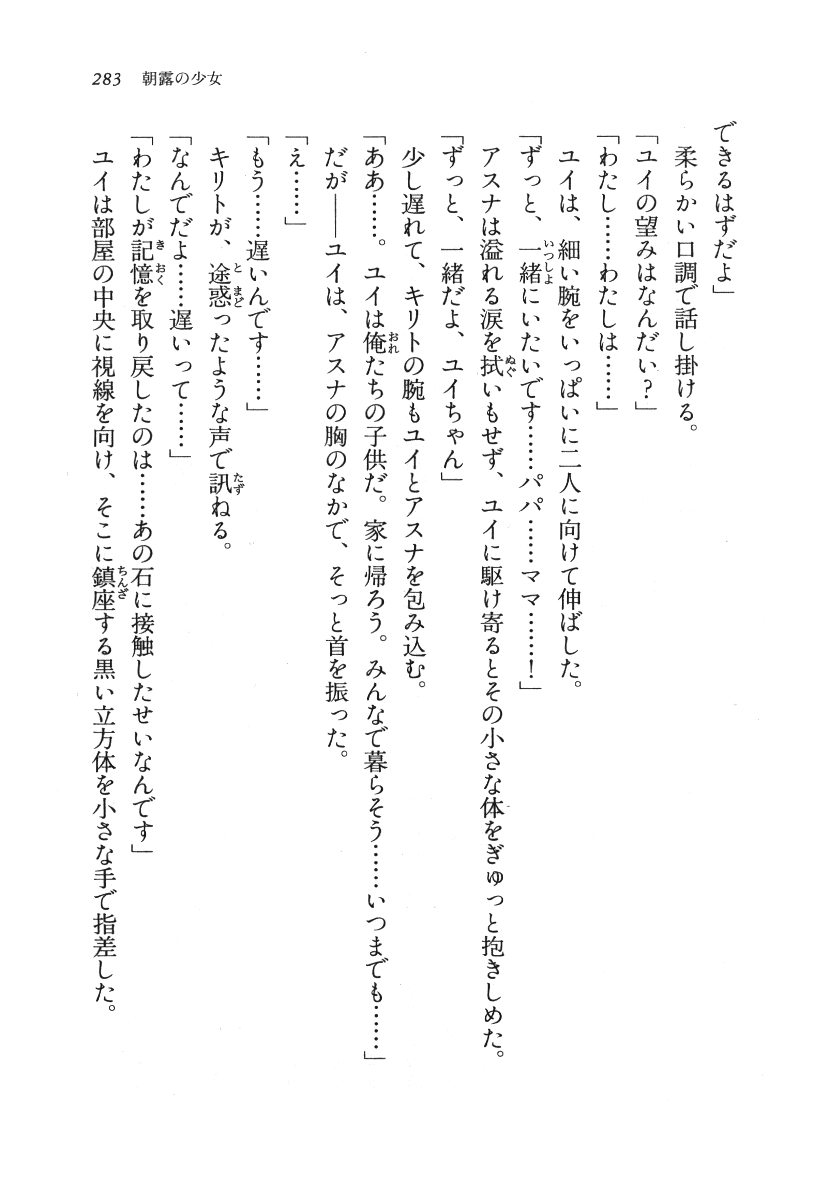 283　朝露の少女
できるはずだよ」
　柔らかい口調で話し掛ける。
「ユイの望みはなんだい？」
「わたし……わたしは……」
　ユイは、細い腕をいっぱいに二人に向けて伸ばした。
「ずっと、一緒にいたいです……パパ……ママ……！」
　アスナは溢れる涙を拭いもせず、ユイに駆け寄るとその小さな体をぎゅっと抱きしめた。
「ずっと、一緒だよ、ユイちゃん」
　少し遅れて、キリトの腕もユイとアスナを包み込む。
「ああ……。ユイは俺たちの子供だ。家に帰ろう。みんなで暮らそう……いつまでも……」
　だが――ユイは、アスナの胸のなかで、そっと首を振った。
「え……」
「もう……遅いんです……」
　キリトが、途惑ったような声で訊ねる。
「なんでだよ……遅いって……」
「わたしが記憶を取り戻したのは……あの石に接触したせいなんです」
　ユイは部屋の中央に視線を向け、そこに鎮座する黒い立方体を小さな手で指差した。